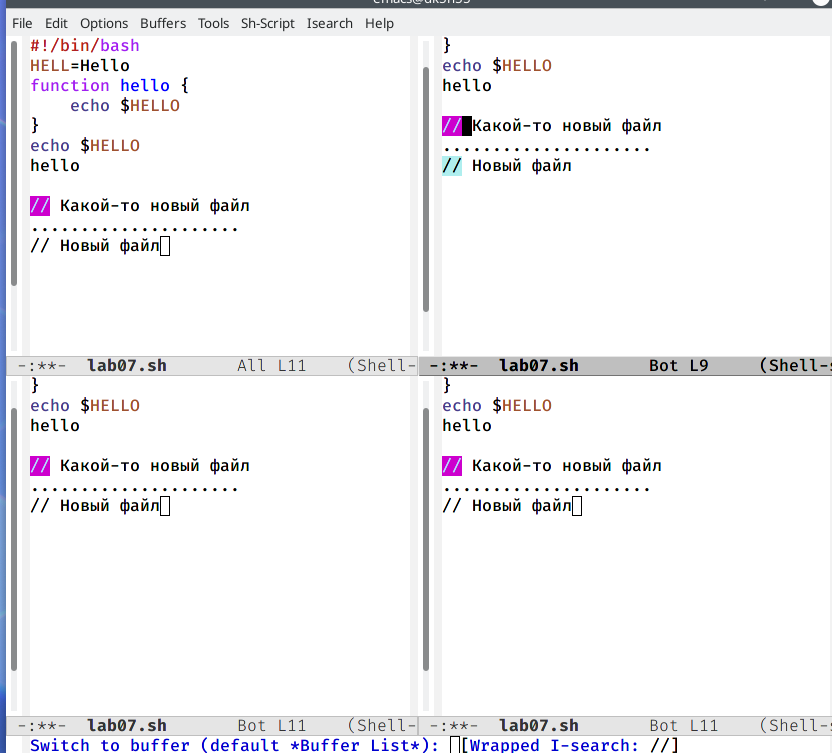 File Edit Options Buffers Tools Sh-Script Isearch Help
#!/bin/bash
HELL=Hello
function hello {
    echo $HELLO
}
echo $HELLO
hello
// Какой-то новый файл
.....................
// Новый файл
-:**-  lab07.sh       All L11    (Shell-
}
echo $HELLO
hello
// Какой-то новый файл
.....................
// Новый файл
-:**-  lab07.sh       Bot L9     (Shell-s
}
echo $HELLO
hello
// Какой-то новый файл
.....................
// Новый файл
-:**-  lab07.sh       Bot L11    (Shell-
}
echo $HELLO
hello
// Какой-то новый файл
.....................
// Новый файл
-:**-  lab07.sh       Bot L11    (Shell-s
Switch to buffer (default *Buffer List*): [Wrapped I-search: //]